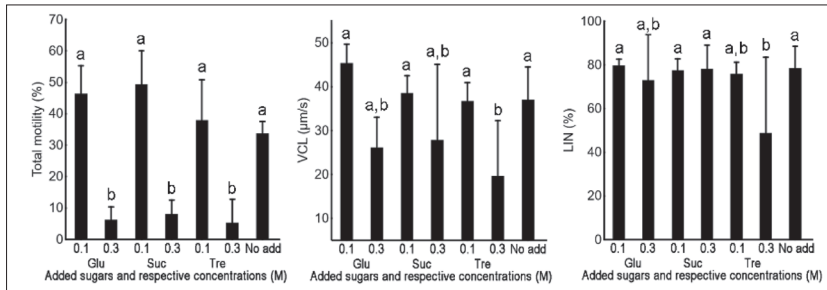 Total motility (%)
70
60
50
40
30
20
10
0
a
b
a
b
a
b
a
0.1 0.3 0.1 0.3 0.1 0.3 No add
Glu Suc Tre
Added sugars and respective concentrations (M)
VCL (µm/s)
50
40
30
20
10
a
a,b
a
a,b
a
b
a
0.1 0.3 0.1 0.3 0.1 0.3 No add
Glu Suc Tre
Added sugars and respective concentrations (M)
LIN (%)
100
80
60
40
20
0
a
a,b
a
a
a,b
b
a
0.1 0.3 0.1 0.3 0.1 0.3 No add
Glu Suc Tre
Added sugars and respective concentrations (M)